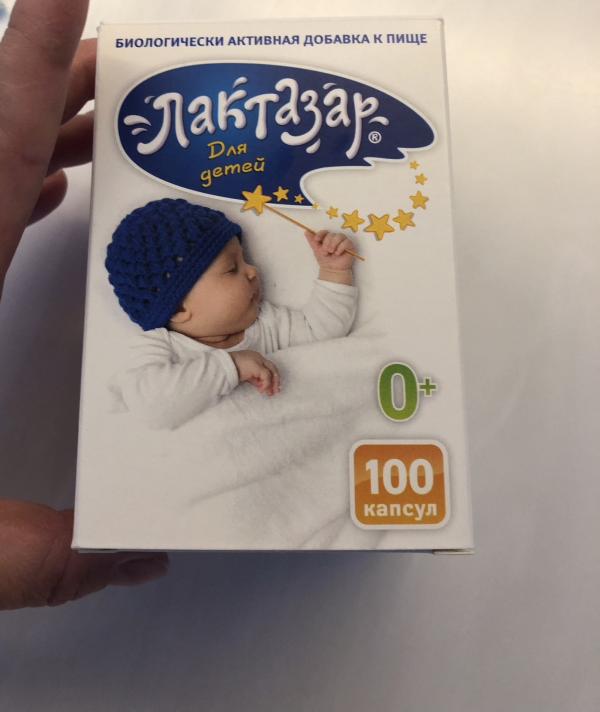 БИОЛОГИЧЕСКИ АКТИВНАЯ ДОБАВКА К ПИЩЕ
Лактазар®
Для
детей
0+
100
капсул